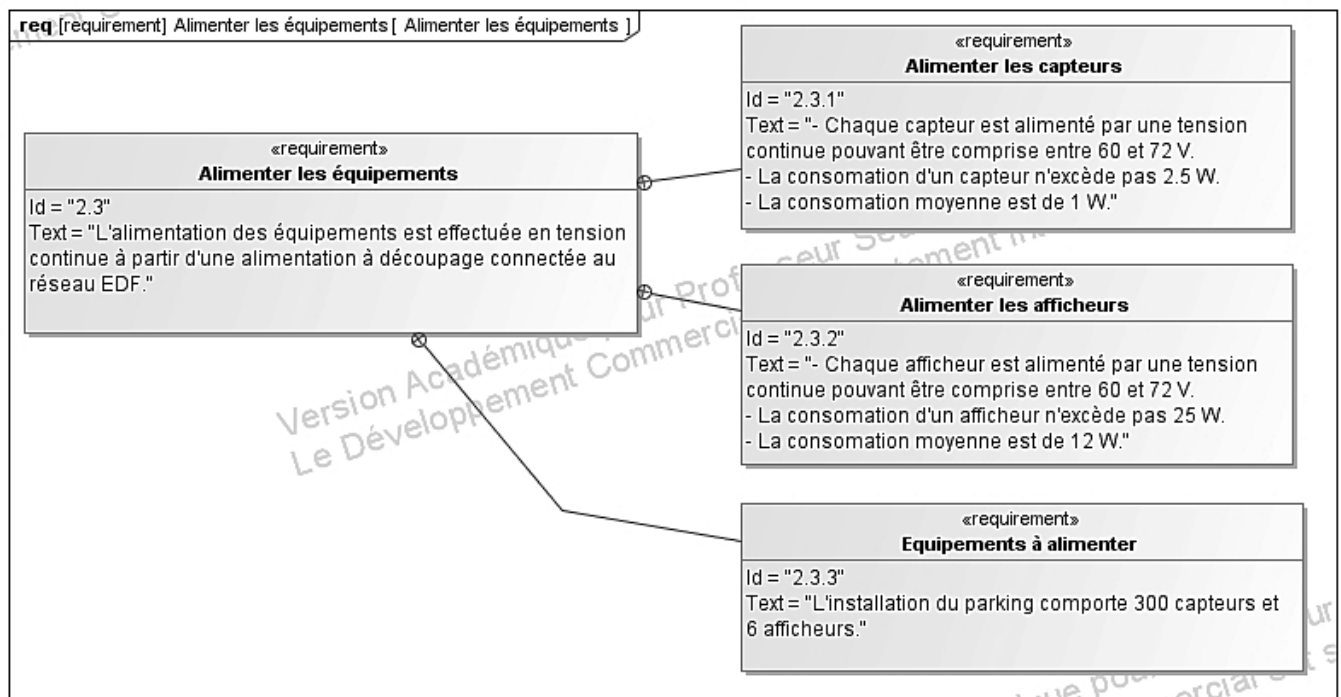 req [requirement] Alimenter les équipements [ Alimenter les équipements ]
«requirement»
Alimenter les équipements
Id = "2.3"
Text = "L'alimentation des équipements est effectuée en tension
continue à partir d'une alimentation à découpage connectée au
réseau EDF."
«requirement»
Alimenter les capteurs
Id = "2.3.1"
Text = "- Chaque capteur est alimenté par une tension
continue pouvant être comprise entre 60 et 72 V.
- La consomation d'un capteur n'excède pas 2.5 W.
- La consomation moyenne est de 1 W."
«requirement»
Alimenter les afficheurs
Id = "2.3.2"
Text = "- Chaque afficheur est alimenté par une tension
continue pouvant être comprise entre 60 et 72 V.
- La consomation d'un afficheur n'excède pas 25 W.
- La consomation moyenne est de 12 W."
«requirement»
Equipements à alimenter
Id = "2.3.3"
Text = "L'installation du parking comporte 300 capteurs et
6 afficheurs."
Version Académique
Le Développement